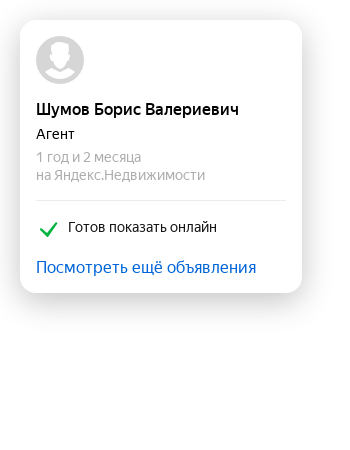 Шумов Борис Валериевич
Агент
1 год и 2 месяца
на Яндекс.Недвижимости
Готов показать онлайн
Посмотреть ещё объявления